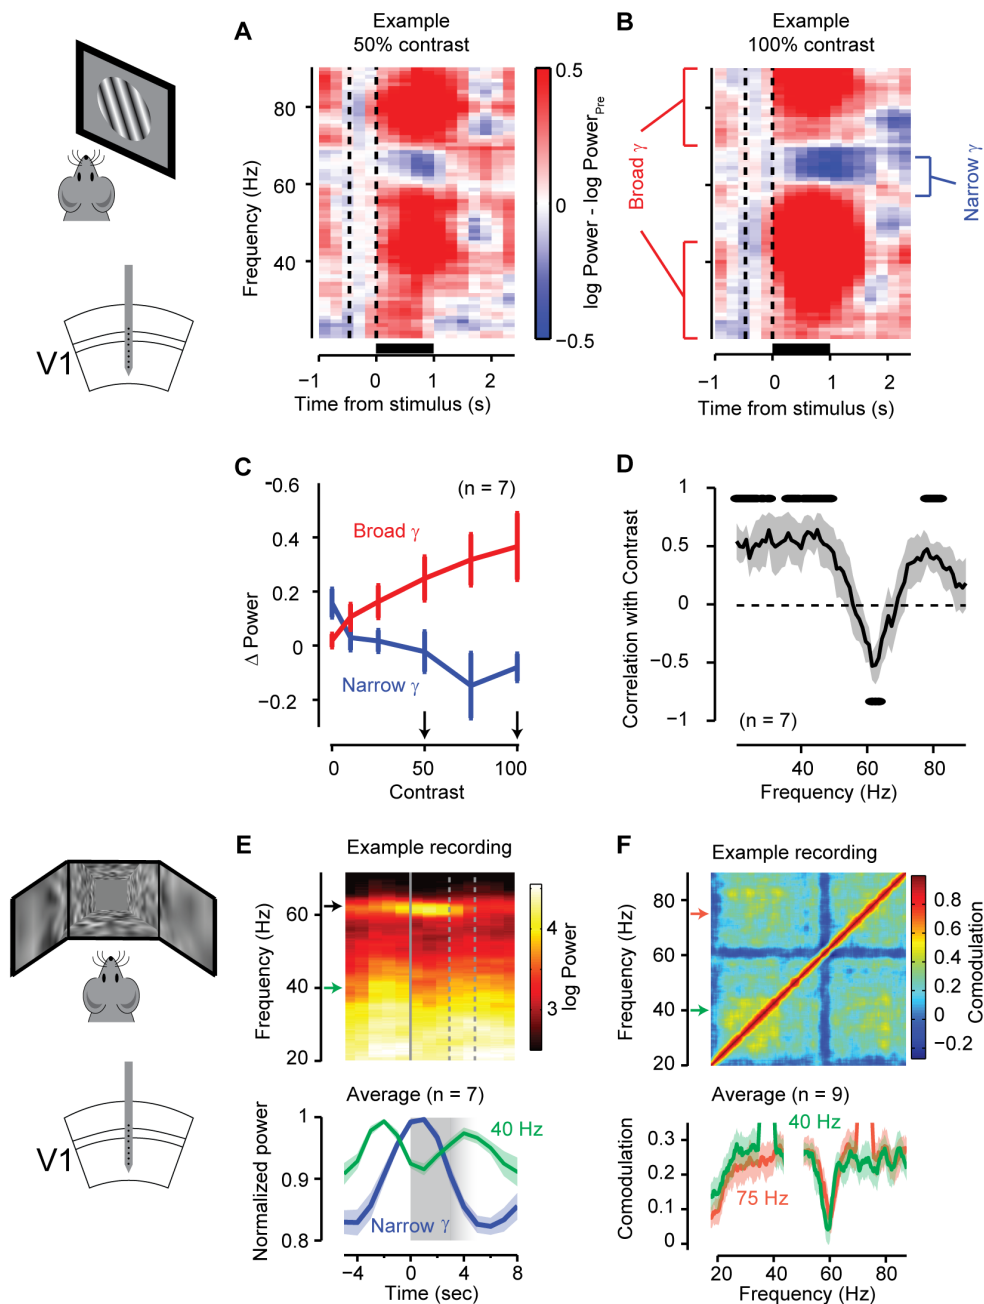 A
Example
50% contrast
80
60
40
Frequency (Hz)
−1
0
1
2
Time from stimulus (s)
0.5
0
−0.5
log Power - log PowerPre
B
Example
100% contrast
Broad γ
Narrow γ
−1
0
1
2
Time from stimulus (s)
V1
C
(n = 7)
-0.6
0.4
0.2
0
−0.2
Δ Power
Broad γ
Narrow γ
0
50
100
Contrast
D
1
0.5
0
−0.5
−1
Correlation with Contrast
(n = 7)
40
60
80
Frequency (Hz)
E
Example recording
60
40
20
Frequency (Hz)
4
3
log Power
Average (n = 7)
1
0.9
0.8
Normalized power
40 Hz
Narrow γ
−4
0
4
8
Time (sec)
F
Example recording
80
60
40
20
Frequency (Hz)
0.8
0.6
0.4
0.2
0
−0.2
Comodulation
Average (n = 9)
0.3
0.2
0.1
0
Comodulation
40 Hz
75 Hz
20
40
60
80
Frequency (Hz)
V1